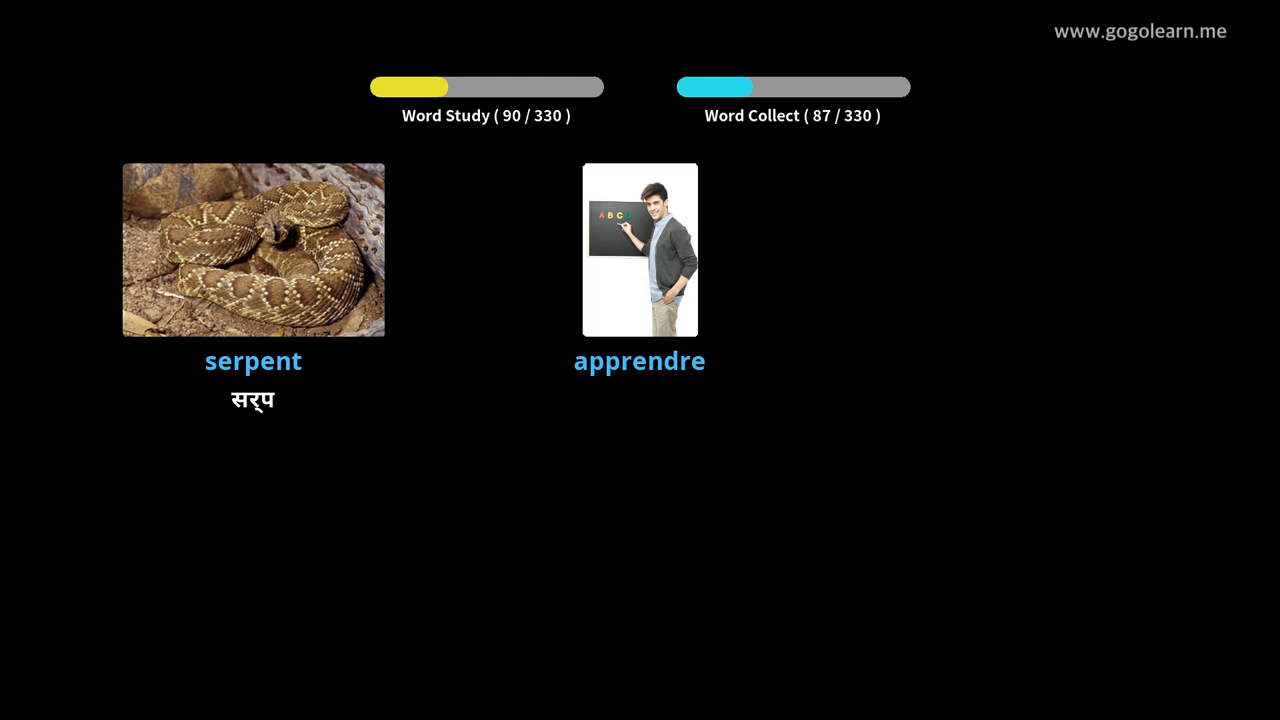 www.gogolearn.me
Word Study ( 90 / 330 )
Word Collect ( 87 / 330 )
A B C D
serpent
apprendre
सर्प